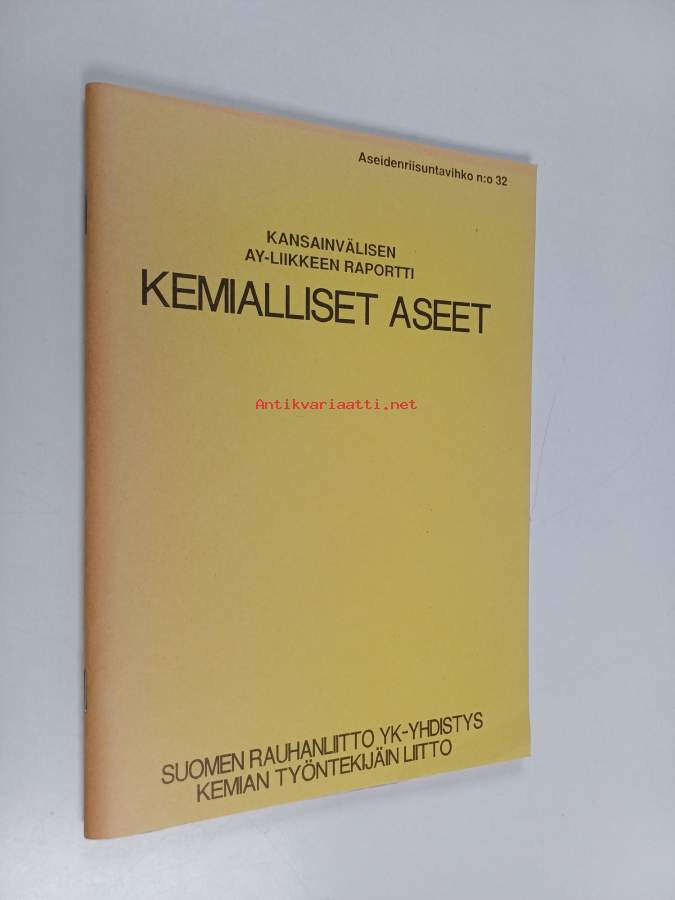 Aseidenriisuntavihko n:o 32
KANSAINVÄLISEN
AY-LIIKKEEN RAPORTTI
KEMIALLISET ASEET
Antikvariaatti.net
SUOMEN RAUHANLIITTO YK-YHDISTYS
KEMIAN TYÖNTEKIJÄIN LIITTO